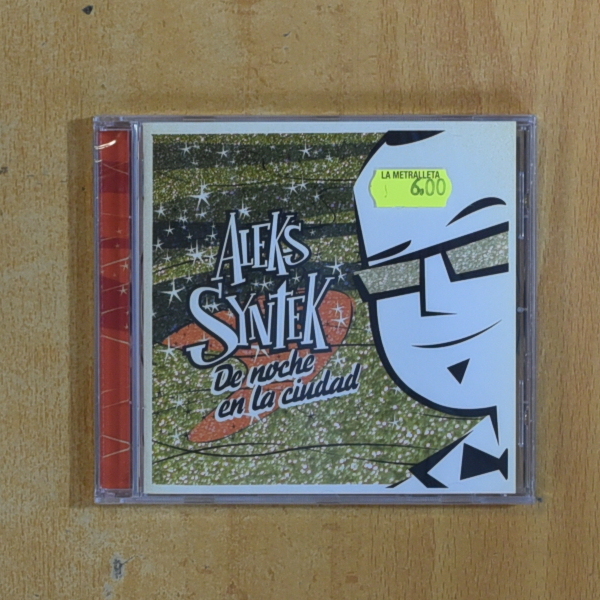 LA METRALLETA
6,00
ALEKS
SYNTEK
De noche
en la ciudad